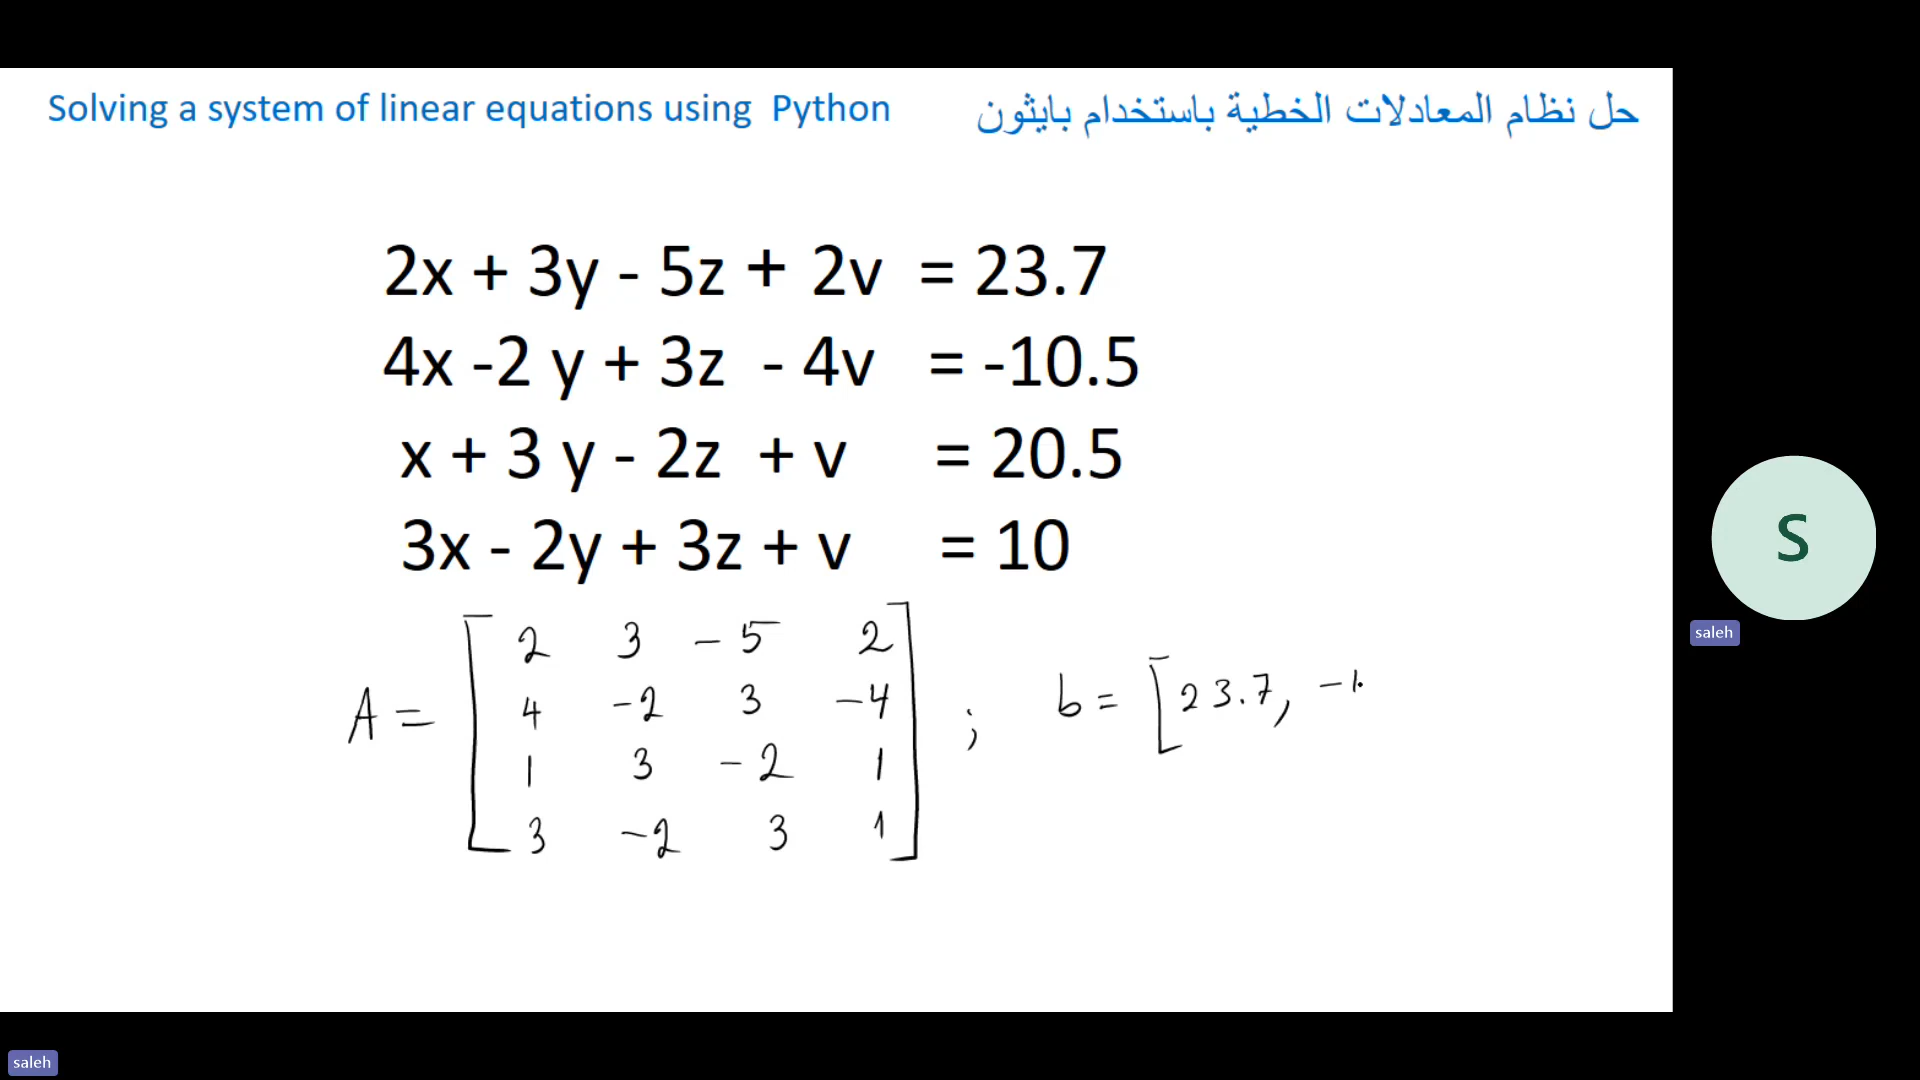 Solving a system of linear equations using Python
حل نظام المعادلات الخطية باستخدام بايثون
2x + 3y - 5z + 2v = 23.7
4x -2 y + 3z - 4v = -10.5
x + 3 y - 2z + v = 20.5
3x - 2y + 3z + v = 10
A = [ 2 3 -5 2
4 -2 3 -4
1 3 -2 1
3 -2 3 1 ] ; b = [23.7, -1
S
saleh
saleh